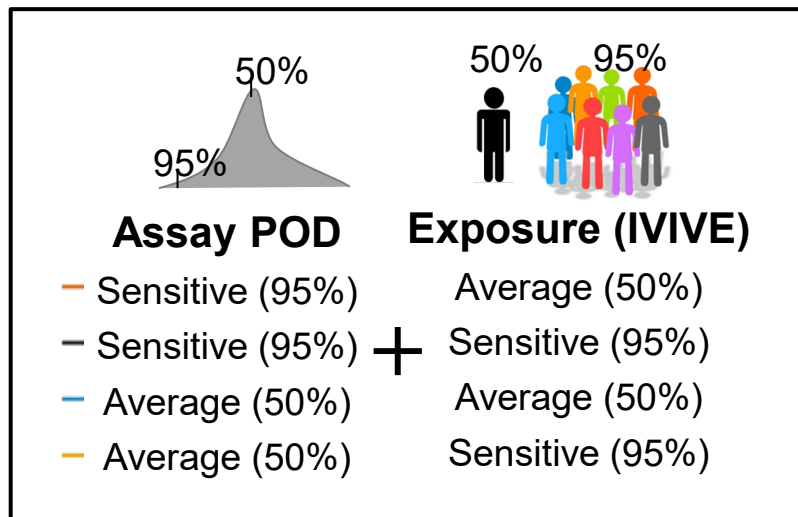 50%
95%
Assay POD
50%
95%
Exposure (IVIVE)
Sensitive (95%)
Average (50%)
Sensitive (95%)
+
Sensitive (95%)
Average (50%)
Average (50%)
Average (50%)
Sensitive (95%)